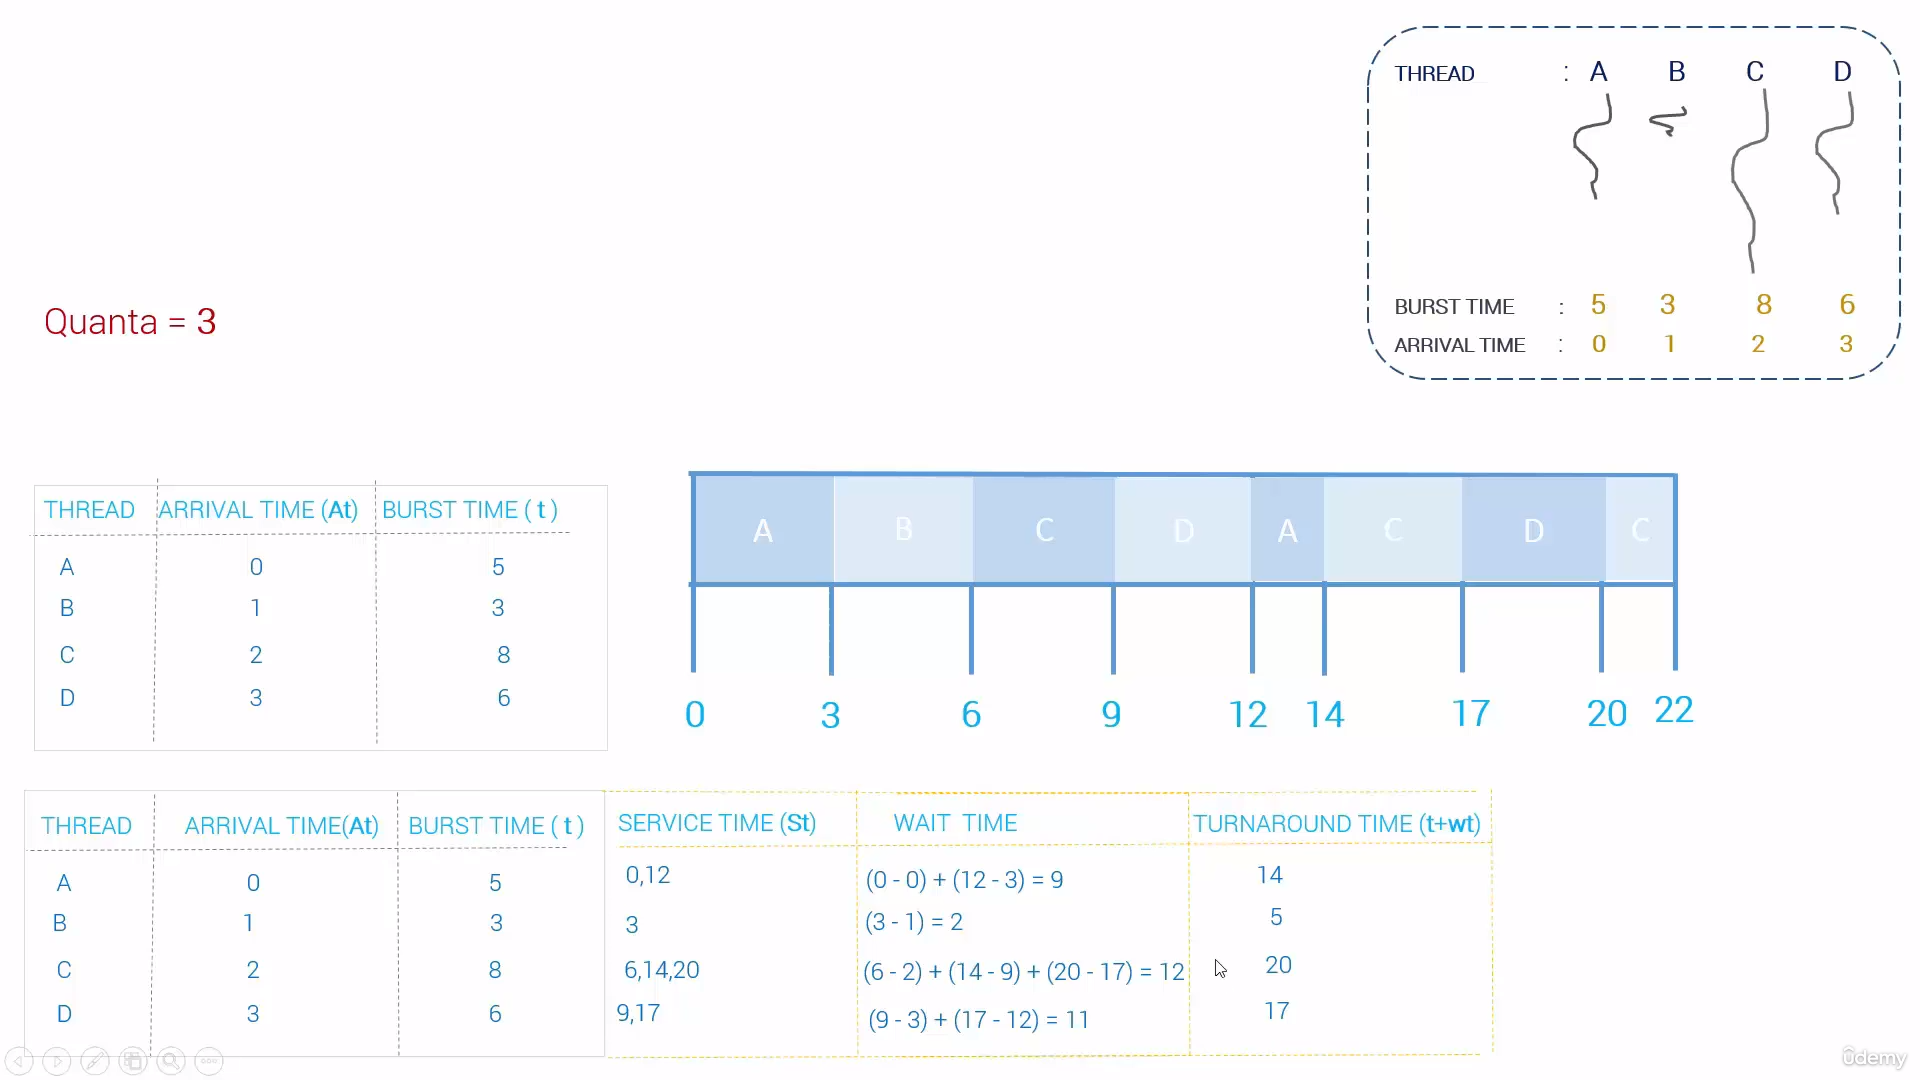 THREAD : A B C D
BURST TIME : 5 3 8 6
ARRIVAL TIME : 0 1 2 3
Quanta = 3
THREAD ARRIVAL TIME (At) BURST TIME ( t )
A 0 5
B 1 3
C 2 8
D 3 6
A B C D A C D C
0 3 6 9 12 14 17 20 22
THREAD ARRIVAL TIME(At) BURST TIME ( t ) SERVICE TIME (St) WAIT TIME TURNAROUND TIME (t+wt)
A 0 5 0,12 (0 - 0) + (12 - 3) = 9 14
B 1 3 3 (3 - 1) = 2 5
C 2 8 6,14,20 (6 - 2) + (14 - 9) + (20 - 17) = 12 20
D 3 6 9,17 (9 - 3) + (17 - 12) = 11 17
ûdemy